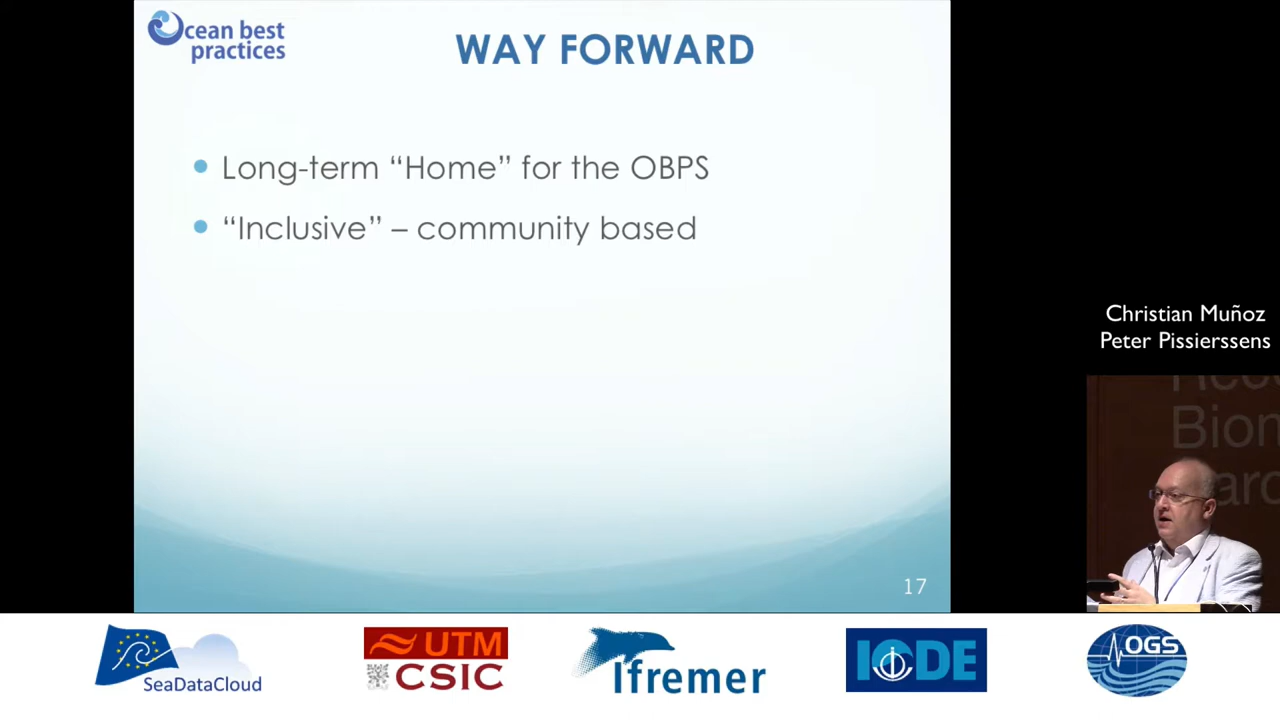 Ocean best
practices
WAY FORWARD
• Long-term “Home” for the OBPS
• “Inclusive” – community based
17
Christian Muñoz
Peter Pissierssens
Bion
SeaDataCloud
UTM
CSIC
Ifremer
IODE
OGS